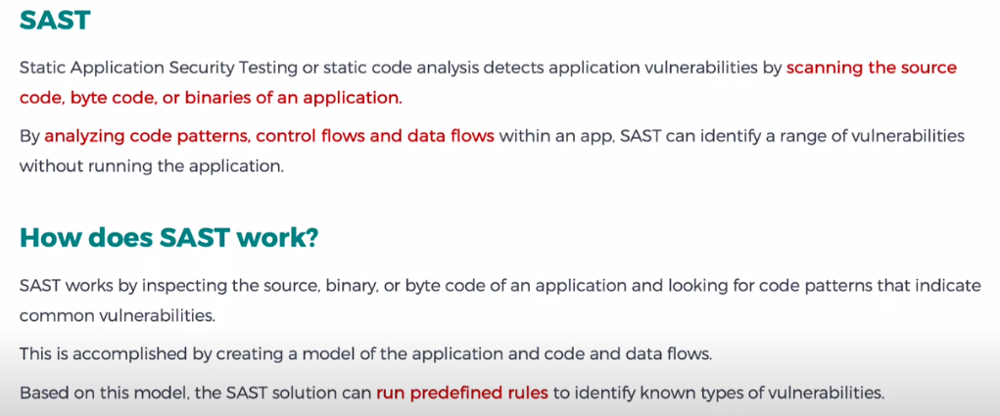 SAST
Static Application Security Testing or static code analysis detects application vulnerabilities by scanning the source
code, byte code, or binaries of an application.
By analyzing code patterns, control flows and data flows within an app, SAST can identify a range of vulnerabilities
without running the application.
How does SAST work?
SAST works by inspecting the source, binary, or byte code of an application and looking for code patterns that indicate
common vulnerabilities.
This is accomplished by creating a model of the application and code and data flows.
Based on this model, the SAST solution can run predefined rules to identify known types of vulnerabilities.